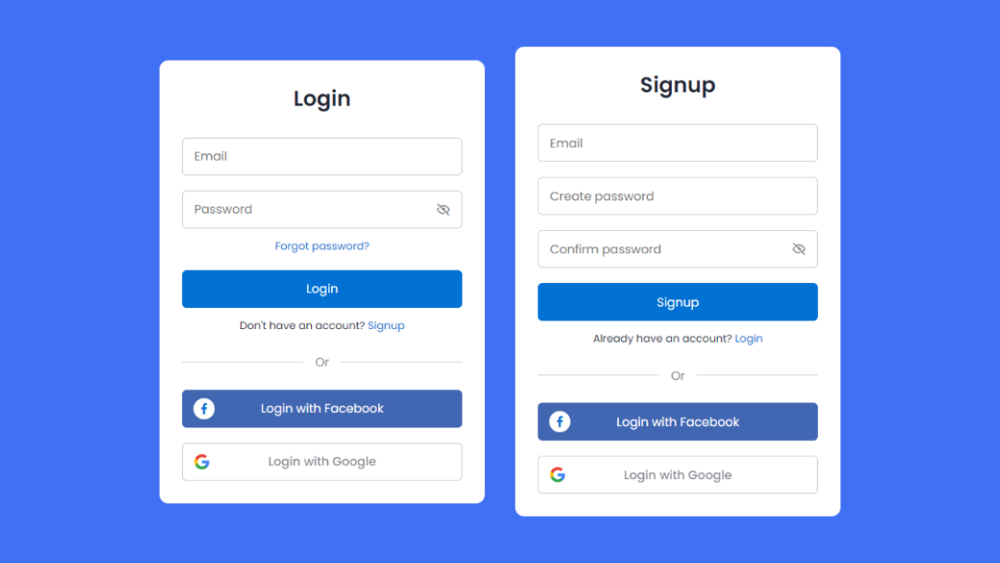 Login
Email
Password
Forgot password?
Login
Don't have an account? Signup
Or
Login with Facebook
Login with Google
Signup
Email
Create password
Confirm password
Signup
Already have an account? Login
Or
Login with Facebook
Login with Google